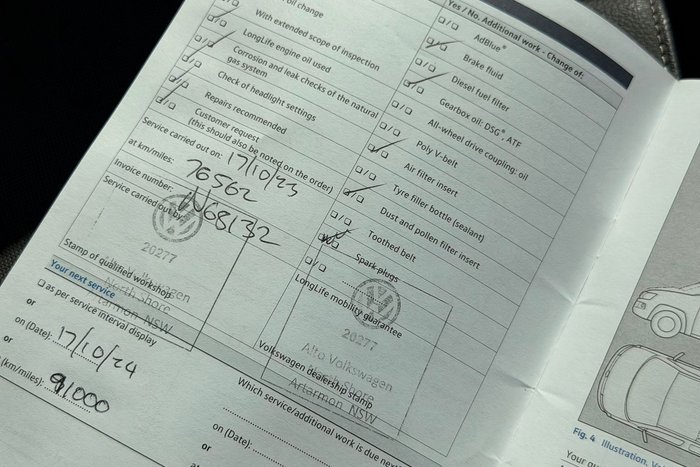 oil change
With extended scope of inspection
LongLife engine oil used
Corrosion and leak checks of the natural
gas system
Check of headlight settings
Repairs recommended
Customer request
(this should also be noted on the order)
Service carried out on: 17/10/23
at km/miles: 76562
Invoice number: 68132
Service carried out by:
20277
North Shore
Artarmon NSW
Stamp of qualified workshop
Your next service
as per service interval display
or
on (Date): 17/10/24
or
(km/miles): 91000
Yes / No. Additional work - Change of:
AdBlue®
Brake fluid
Diesel fuel filter
Gearbox oil: DSG®, ATF
All-wheel drive coupling: oil
Poly V-belt
Air filter insert
Tyre filler bottle (sealant)
Dust and pollen filter insert
Toothed belt
Spark plugs
LongLife mobility guarantee
20277
Alto Volkswagen
North Shore
Artarmon NSW
Volkswagen dealership stamp
Which service/additional work is due next
on (Date):
or
Fig. 4 Illustration.